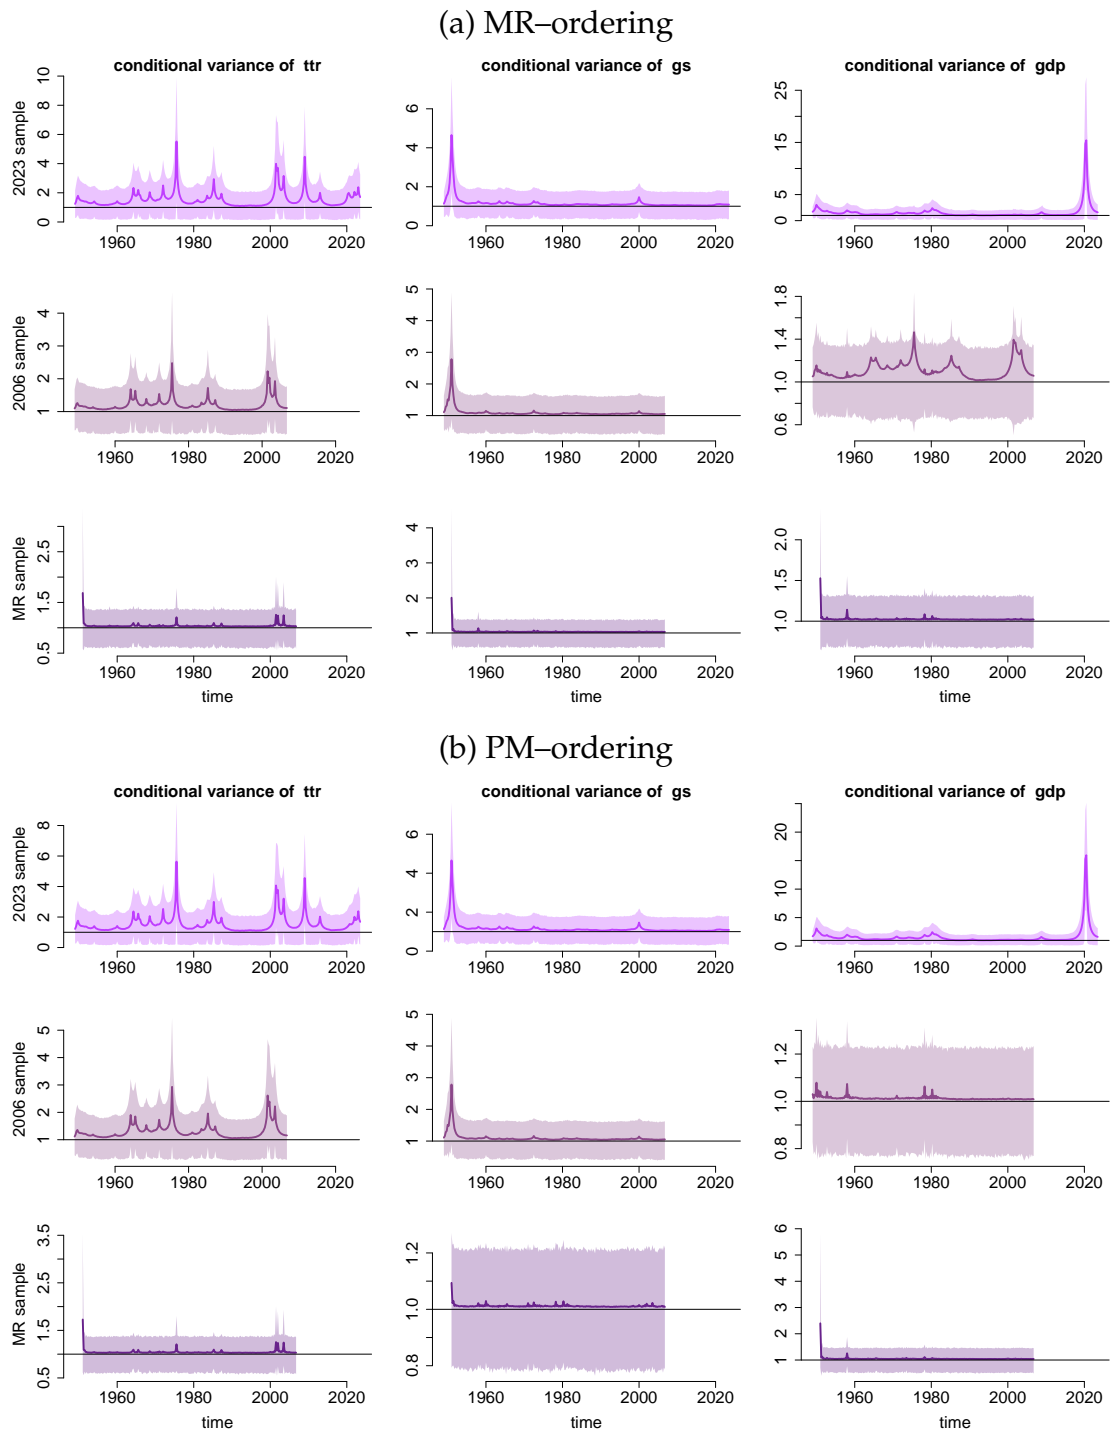 (a) MR–ordering
conditional variance of ttr
conditional variance of gs
conditional variance of gdp
2023 sample
0 2 4 6 8 10
1960 1980 2000 2020
0 2 4 6
1960 1980 2000 2020
0 5 15 25
1960 1980 2000 2020
2006 sample
1 2 3 4
1960 1980 2000 2020
1 2 3 4 5
1960 1980 2000 2020
0.6 1.0 1.4 1.8
1960 1980 2000 2020
MR sample
0.5 1.5 2.5
1960 1980 2000 2020
time
1 2 3 4
1960 1980 2000 2020
time
1.0 1.5 2.0
1960 1980 2000 2020
time
(b) PM–ordering
conditional variance of ttr
conditional variance of gs
conditional variance of gdp
2023 sample
0 2 4 6 8
1960 1980 2000 2020
0 2 4 6
1960 1980 2000 2020
0 5 10 20
1960 1980 2000 2020
2006 sample
1 2 3 4 5
1960 1980 2000 2020
1 2 3 4 5
1960 1980 2000 2020
0.8 1.0 1.2
1960 1980 2000 2020
MR sample
0.5 1.5 2.5 3.5
1960 1980 2000 2020
time
0.8 1.0 1.2
1960 1980 2000 2020
time
1 2 3 4 5 6
1960 1980 2000 2020
time